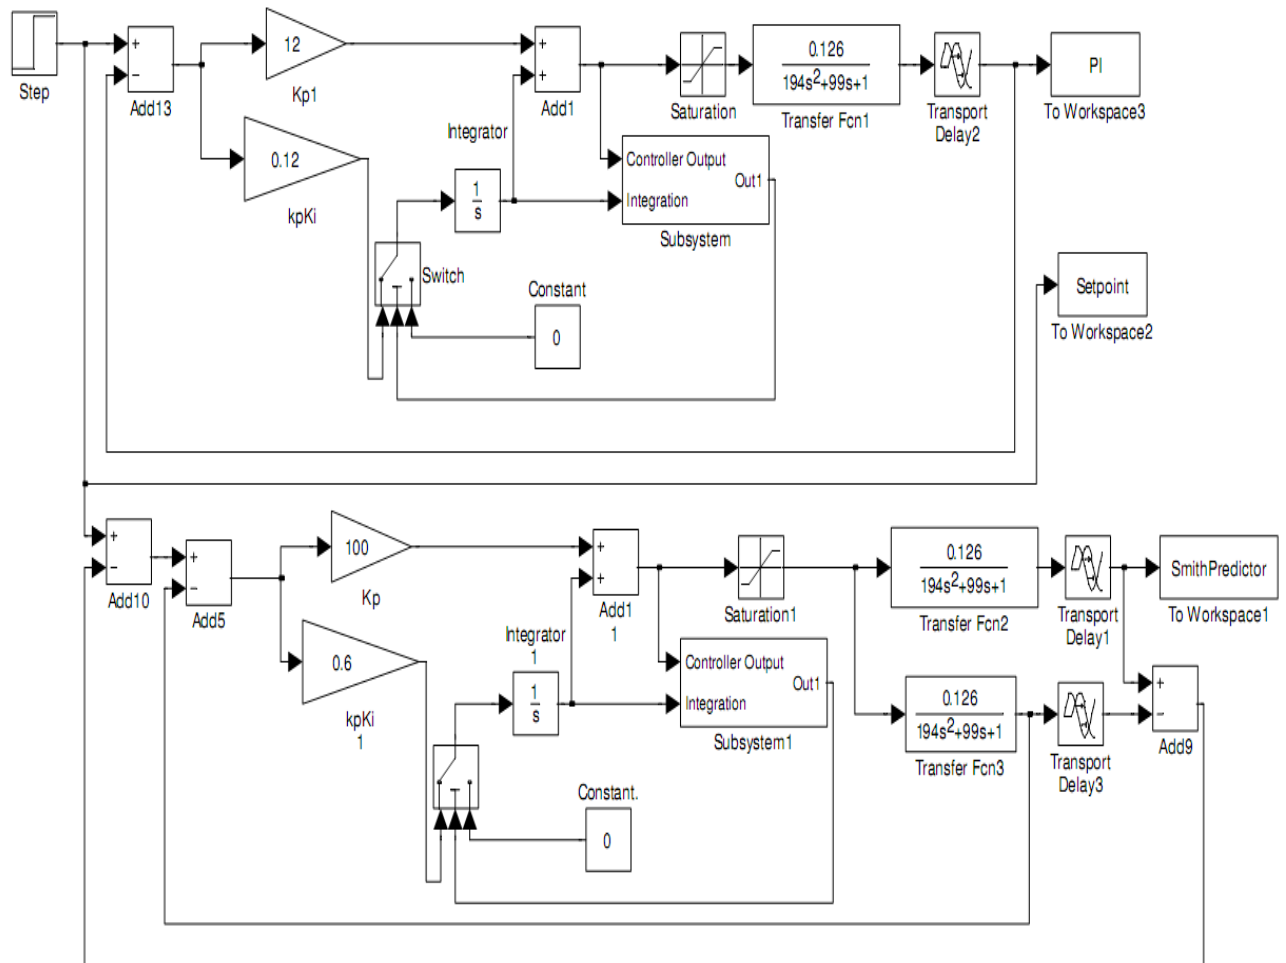 Step
+
−
Add13
12
Kp1
0.12
kpKi
Integrator
1
s
Switch
Constant
0
+
+
Add1
Saturation
Controller Output
Integration
Out1
Subsystem
0.126
194s²+99s+1
Transfer Fcn1
Transport
Delay2
PI
To Workspace3
Setpoint
To Workspace2
+
−
Add10
+
−
Add5
100
Kp
0.6
kpKi
1
Integrator
1
1
s
Constant.
0
+
+
Add1
1
Saturation1
Controller Output
Integration
Out1
Subsystem1
0.126
194s²+99s+1
Transfer Fcn2
Transport
Delay1
SmithPredictor
To Workspace1
0.126
194s²+99s+1
Transfer Fcn3
Transport
Delay3
+
−
Add9